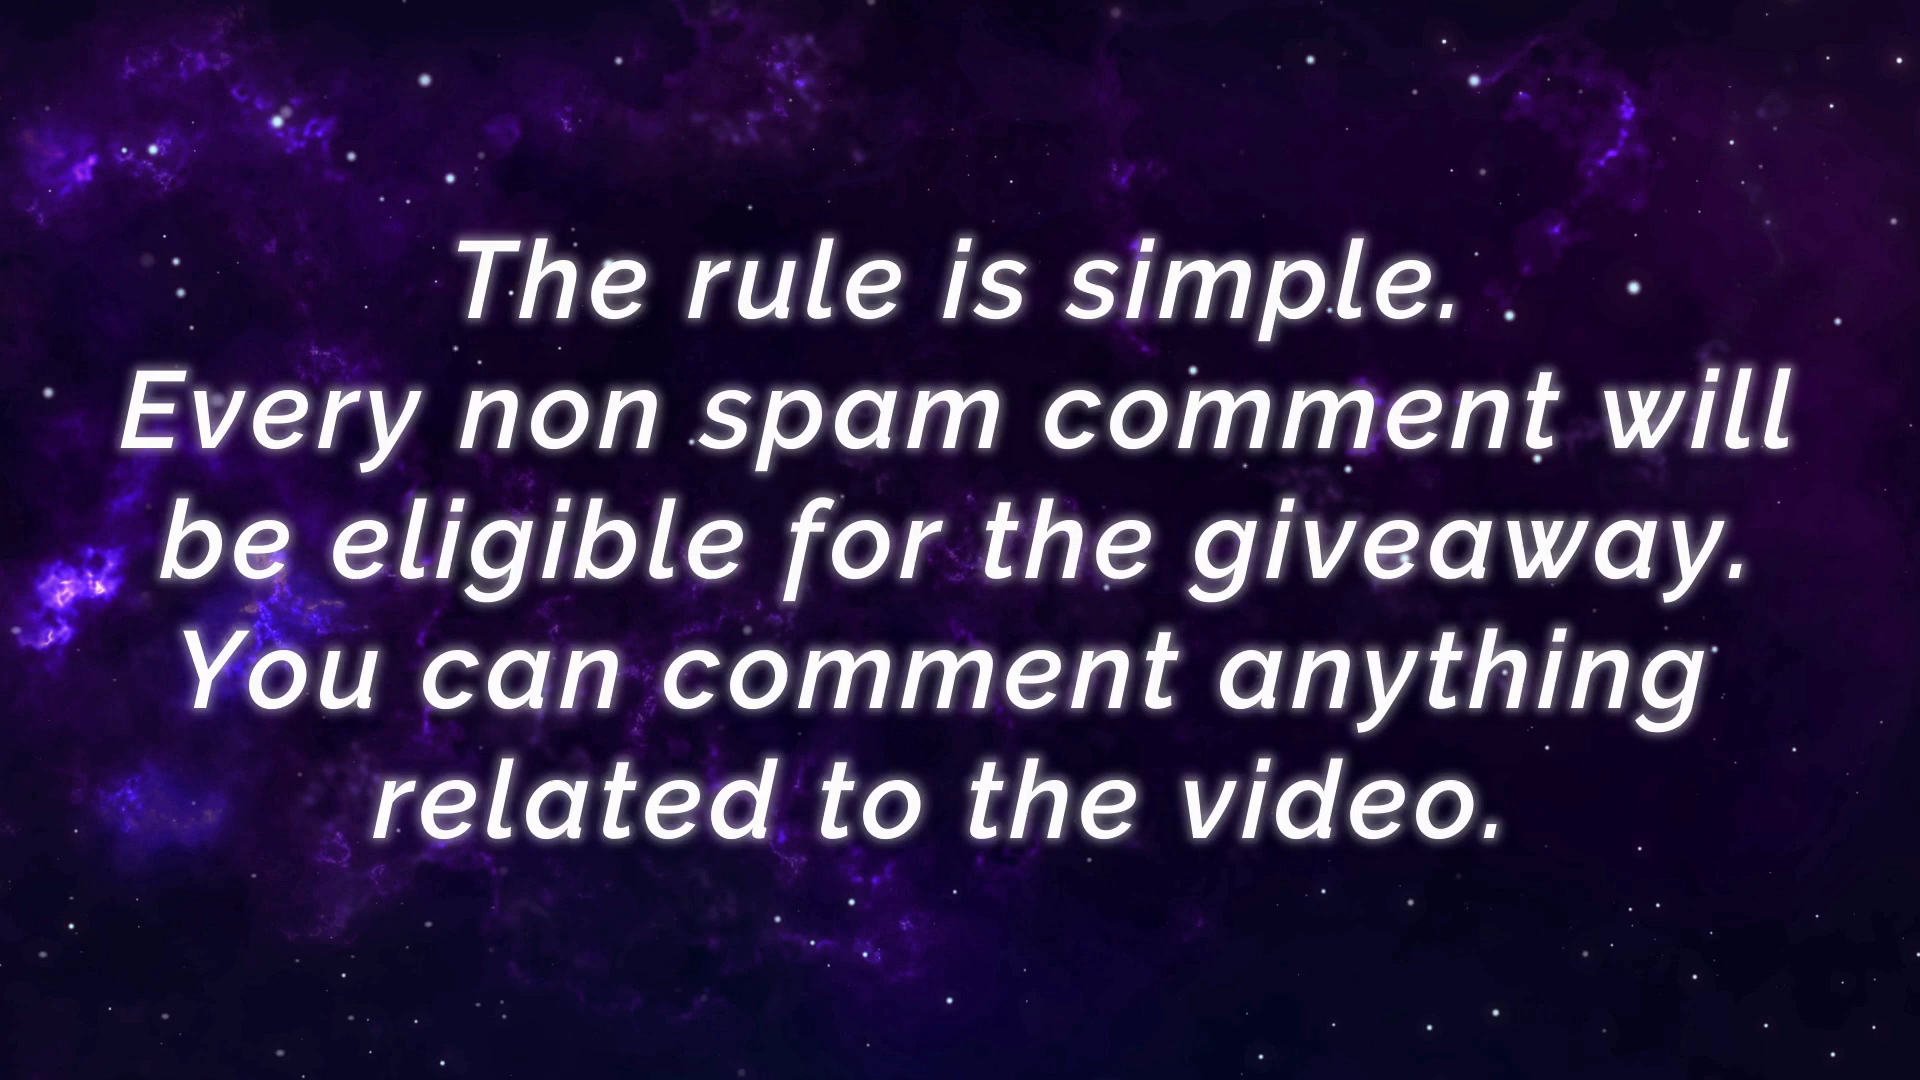 The rule is simple.
Every non spam comment will
be eligible for the giveaway.
You can comment anything
related to the video.